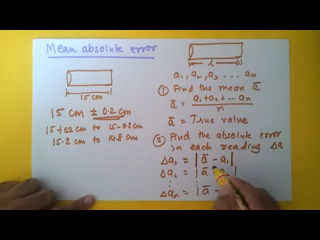 Mean absolute error
15 cm
15 cm ± 0.2 cm
15+0.2 cm to 15-0.2 cm
15.2 cm to 14.8 cm
l
a₁, a₂, a₃ ... aₙ
① Find the mean a̅
a̅ = a₁+a₂+...aₙ / n
a̅ = True value
② Find the absolute error
in each reading Δa
Δa₁ = | a̅ - a₁ |
Δa₂ = | a̅
⋮
Δaₙ = | a̅ -